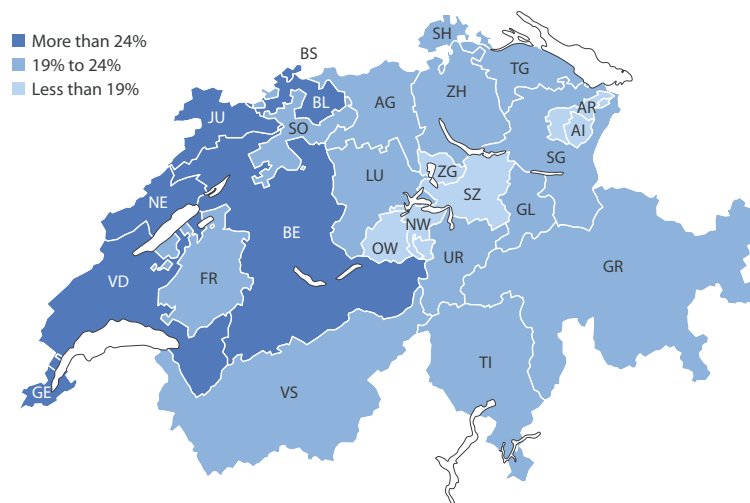 More than 24%
19% to 24%
Less than 19%
SH
BS
TG
BL
AG
ZH
AR
JU
SO
AI
SG
LU
ZG
SZ
NE
GL
NW
BE
OW
UR
GR
VD
FR
TI
GE
VS